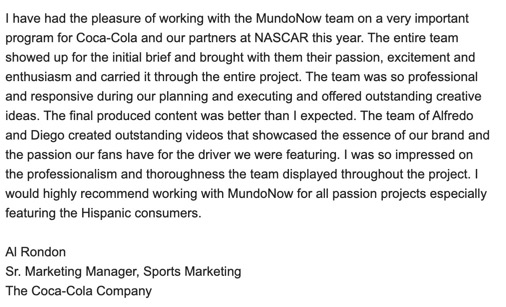 I have had the pleasure of working with the MundoNow team on a very important
program for Coca-Cola and our partners at NASCAR this year. The entire team
showed up for the initial brief and brought with them their passion, excitement and
enthusiasm and carried it through the entire project. The team was so professional
and responsive during our planning and executing and offered outstanding creative
ideas. The final produced content was better than I expected. The team of Alfredo
and Diego created outstanding videos that showcased the essence of our brand and
the passion our fans have for the driver we were featuring. I was so impressed on
the professionalism and thoroughness the team displayed throughout the project. I
would highly recommend working with MundoNow for all passion projects especially
featuring the Hispanic consumers.
Al Rondon
Sr. Marketing Manager, Sports Marketing
The Coca-Cola Company